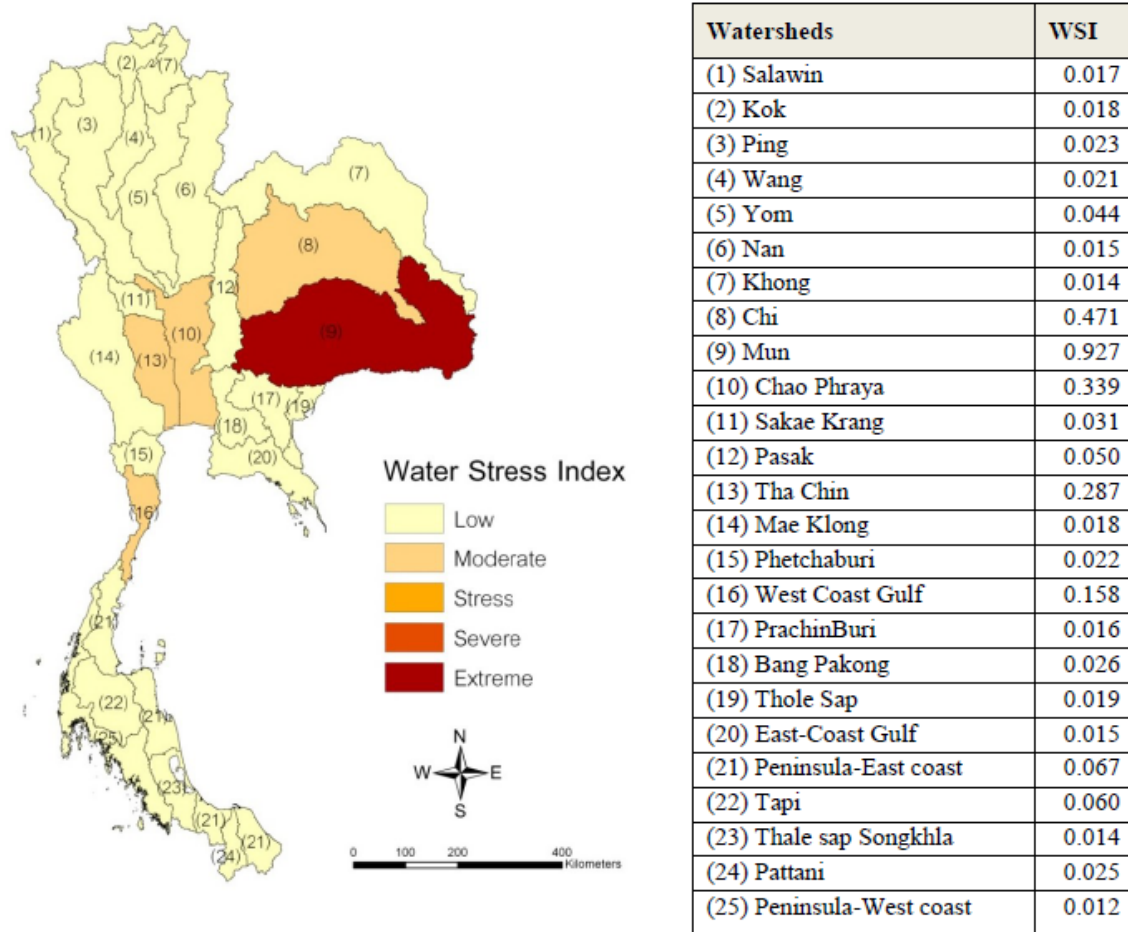 (2)
(7)
(1)
(3)
(4)
(5)
(6)
(7)
(8)
(12)
(11)
(10)
(9)
(14)
(13)
(17)
(19)
(18)
(15)
(20)
(16)
(21)
(22)
(21)
(25)
(23)
(21)
(21)
(24)
Water Stress Index
Low
Moderate
Stress
Severe
Extreme
N
W E
S
0 100 200 400
Kilometers
Watersheds WSI
(1) Salawin 0.017
(2) Kok 0.018
(3) Ping 0.023
(4) Wang 0.021
(5) Yom 0.044
(6) Nan 0.015
(7) Khong 0.014
(8) Chi 0.471
(9) Mun 0.927
(10) Chao Phraya 0.339
(11) Sakae Krang 0.031
(12) Pasak 0.050
(13) Tha Chin 0.287
(14) Mae Klong 0.018
(15) Phetchaburi 0.022
(16) West Coast Gulf 0.158
(17) PrachinBuri 0.016
(18) Bang Pakong 0.026
(19) Thole Sap 0.019
(20) East-Coast Gulf 0.015
(21) Peninsula-East coast 0.067
(22) Tapi 0.060
(23) Thale sap Songkhla 0.014
(24) Pattani 0.025
(25) Peninsula-West coast 0.012